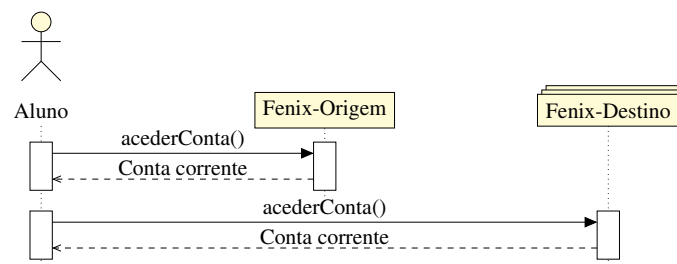 Aluno
Fenix-Origem
Fenix-Destino
acederConta()
Conta corrente
acederConta()
Conta corrente